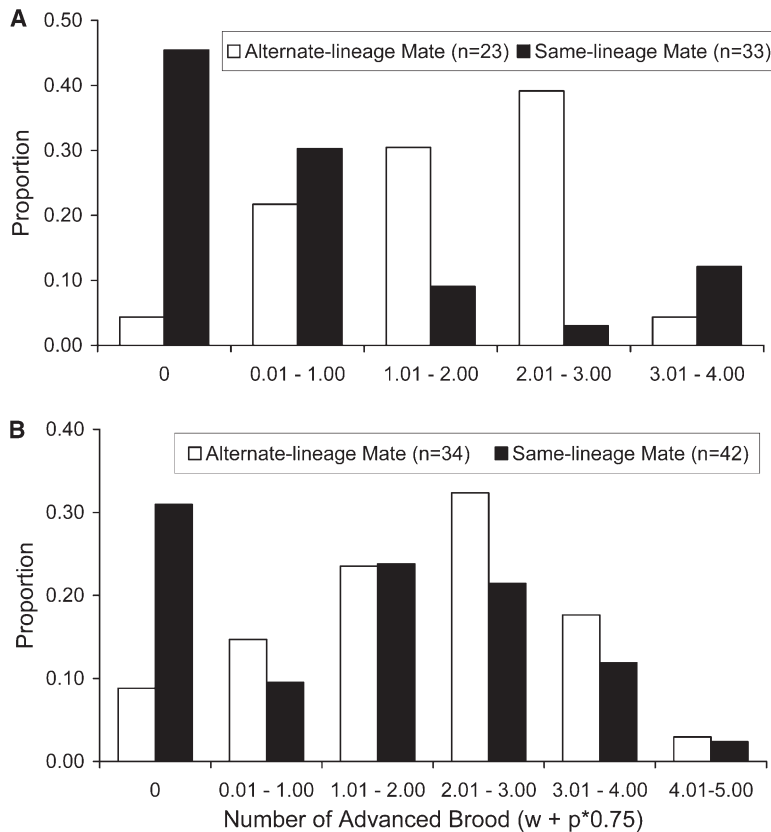 A
Alternate-lineage Mate (n=23) Same-lineage Mate (n=33)
0.50
0.40
0.30
0.20
0.10
0.00
Proportion
0 0.01 - 1.00 1.01 - 2.00 2.01 - 3.00 3.01 - 4.00
B
Alternate-lineage Mate (n=34) Same-lineage Mate (n=42)
0.40
0.30
0.20
0.10
0.00
Proportion
0 0.01 - 1.00 1.01 - 2.00 2.01 - 3.00 3.01 - 4.00 4.01-5.00
Number of Advanced Brood (w + p*0.75)